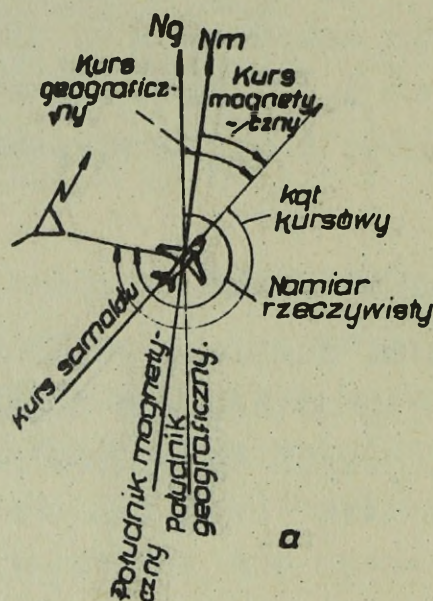 Ng
Nm
Kurs
geograficz-
ny
Kurs
magnety
-czny
kąt
kursowy
Namiar
rzeczywisty
Kurs samolotu
Południk magnety-
czny
Południk
geograficzny.
a